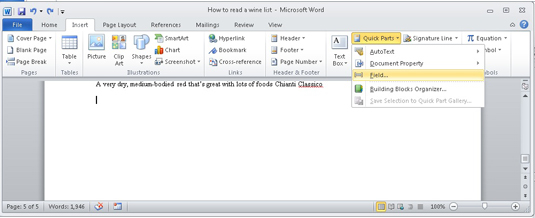 How to read a wine list - Microsoft Word
File Home Insert Page Layout References Mailings Review View
Cover Page Blank Page Page Break Table Picture Clip Art Shapes SmartArt Chart Screenshot Hyperlink Bookmark Cross-reference Header Footer Page Number Text Box Quick Parts Signature Line Equation
Pages Tables Illustrations Links Header & Footer
AutoText
Document Property
Field...
Building Blocks Organizer...
Save Selection to Quick Part Gallery...
A very dry, medium-bodied red that's great with lots of foods Chianti Classico
Page: 5 of 5 Words: 1,946 100%